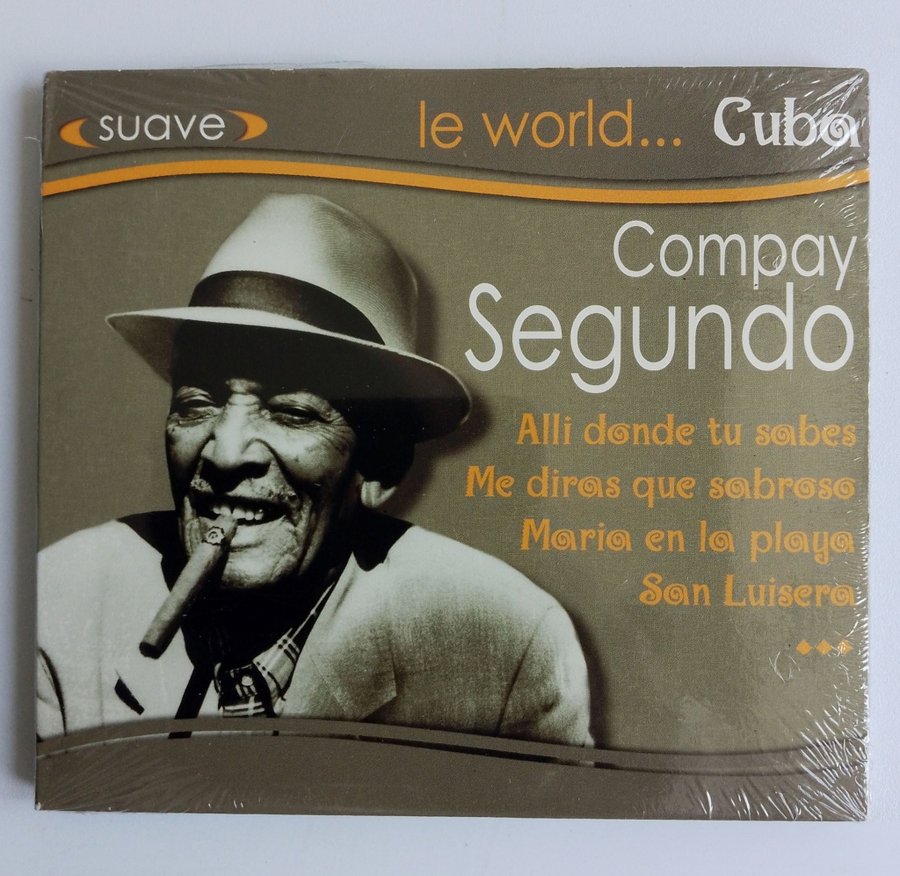 suave
le world... Cuba
Compay
Segundo
Alli donde tu sabes
Me diras que sabroso
Maria en la playa
San Luisera